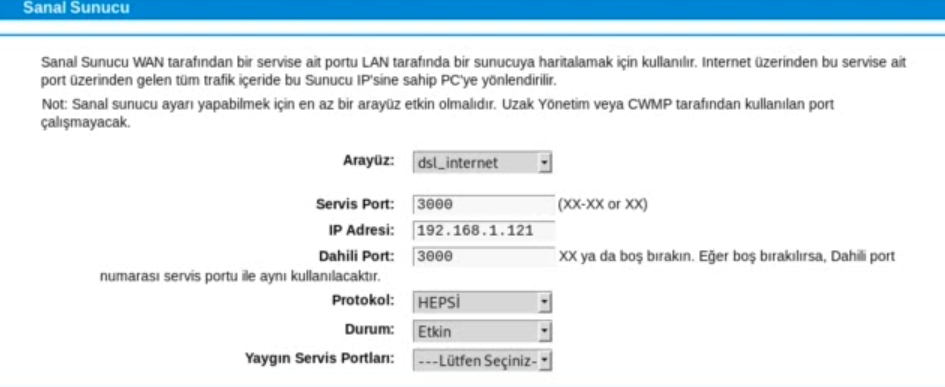 Sanal Sunucu
Sanal Sunucu WAN tarafından bir servise ait portu LAN tarafında bir sunucuya haritalamak için kullanılır. Internet üzerinden bu servise ait
port üzerinden gelen tüm trafik içeride bu Sunucu IP'sine sahip PC'ye yönlendirilir.
Not: Sanal sunucu ayarı yapabilmek için en az bir arayüz etkin olmalıdır. Uzak Yönetim veya CWMP tarafından kullanılan port
çalışmayacak.
Arayüz: dsl_internet
Servis Port: 3000 (XX-XX or XX)
IP Adresi: 192.168.1.121
Dahili Port: 3000 XX ya da boş bırakın. Eğer boş bırakılırsa, Dahili port
numarası servis portu ile aynı kullanılacaktır.
Protokol: HEPSİ
Durum: Etkin
Yaygın Servis Portları: ---Lütfen Seçiniz-